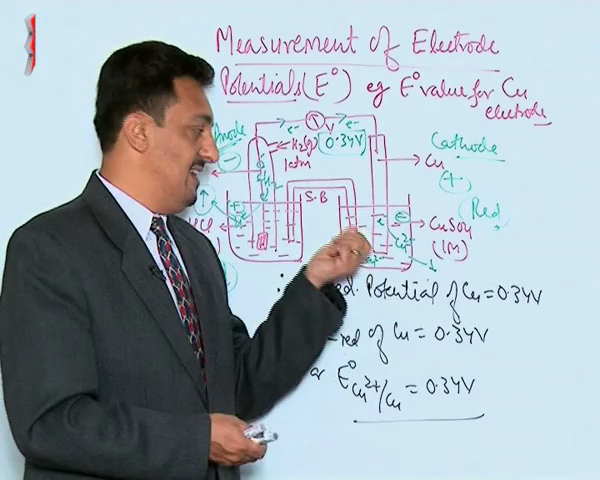 Measurement of Electrode
Potentials (E°) eg E° value for Cu
electrode
e⁻ V e⁻
Anode H₂(g) 0.34V Cathode
1atm Cu
S.B Red.
CuSO₄
(1M)
∴ red. Potential of Cu = 0.34V
red of Cu = 0.34V
or E°Cu²⁺/Cu = 0.34V